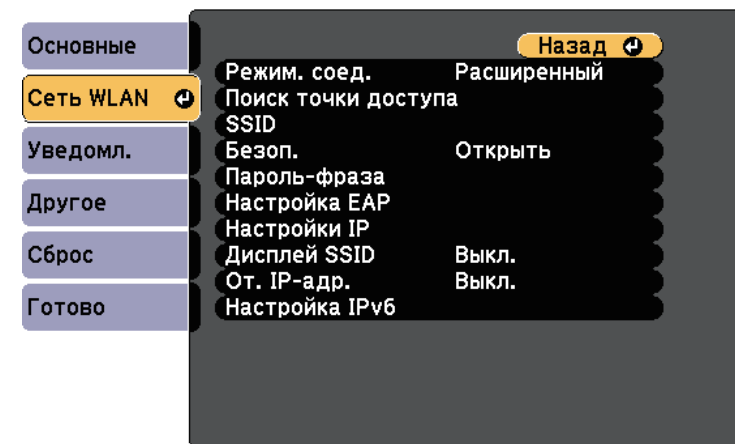 Основные
Сеть WLAN
Уведомл.
Другое
Сброс
Готово
Назад
Режим. соед. Расширенный
Поиск точки доступа
SSID
Безоп. Открыть
Пароль-фраза
Настройка EAP
Настройки IP
Дисплей SSID Выкл.
От. IP-адр. Выкл.
Настройка IPv6